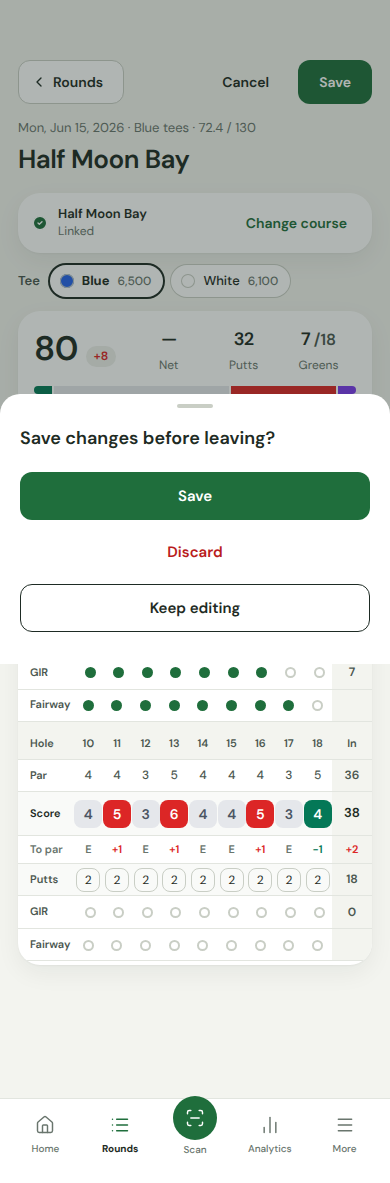 Rounds Cancel Save
Mon, Jun 15, 2026 · Blue tees · 72.4 / 130
Half Moon Bay
Half Moon Bay
Linked
Change course
Tee Blue 6,500 White 6,100
80 +8 — 32 7 /18
Net Putts Greens
Save changes before leaving?
Save
Discard
Keep editing
GIR 7
Fairway
Hole 10 11 12 13 14 15 16 17 18 In
Par 4 4 3 5 4 4 4 3 5 36
Score 4 5 3 6 4 4 5 3 4 38
To par E +1 E +1 E E +1 E -1 +2
Putts 2 2 2 2 2 2 2 2 2 18
GIR 0
Fairway
Home Rounds Scan Analytics More